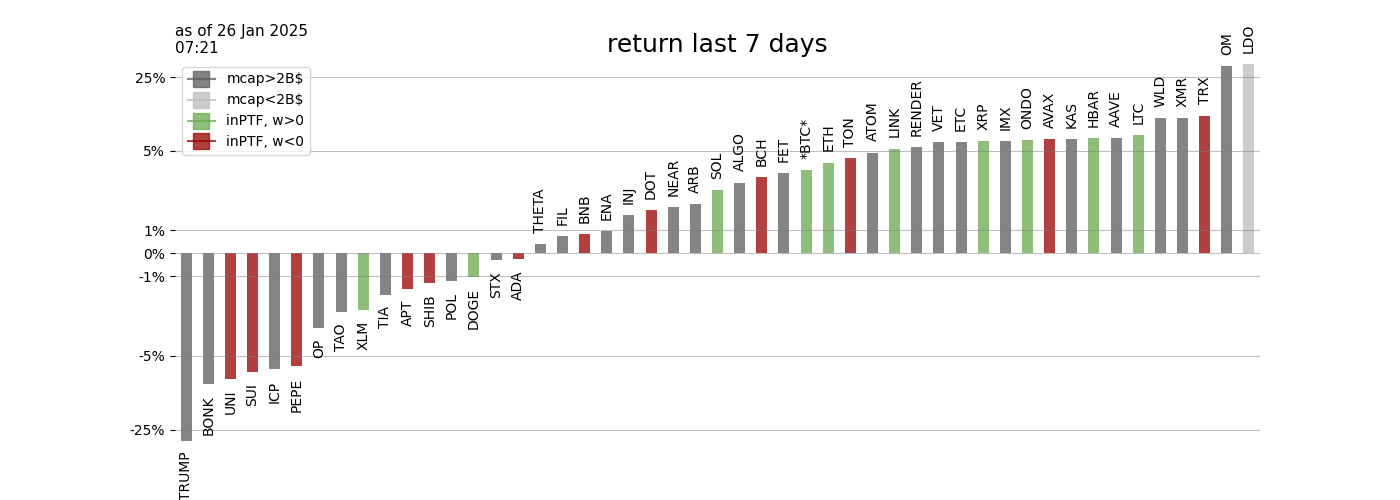 as of 26 Jan 2025
07:21
return last 7 days
mcap>2B$
mcap<2B$
inPTF, w>0
inPTF, w<0
25%
5%
1%
0%
-1%
-5%
-25%
TRUMP
BONK
UNI
SUI
ICP
PEPE
OP
TAO
XLM
TIA
APT
SHIB
POL
DOGE
STX
ADA
THETA
FIL
BNB
ENA
INJ
DOT
NEAR
ARB
SOL
ALGO
BCH
FET
*BTC*
ETH
TON
ATOM
LINK
RENDER
VET
ETC
XRP
IMX
ONDO
AVAX
KAS
HBAR
AAVE
LTC
WLD
XMR
TRX
OM
LDO